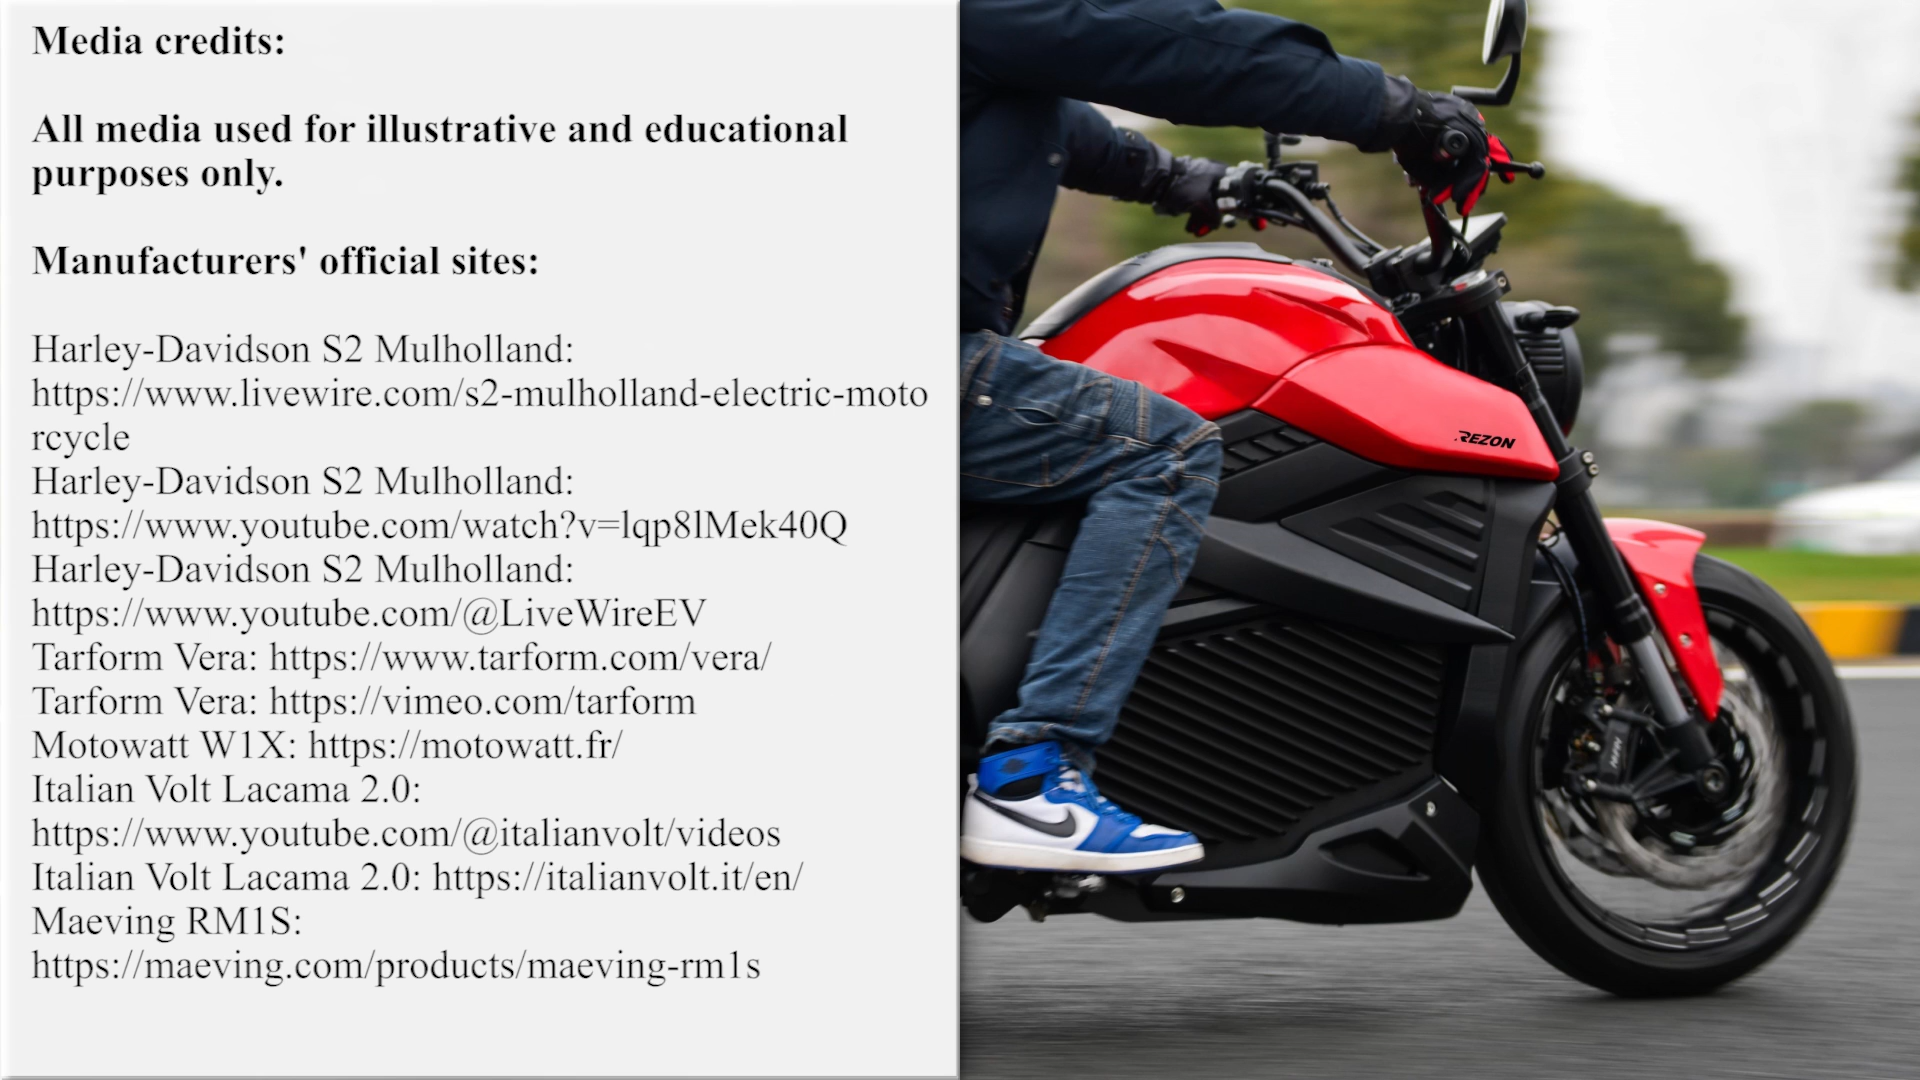 Media credits:
All media used for illustrative and educational
purposes only.
Manufacturers' official sites:
Harley-Davidson S2 Mulholland:
https://www.livewire.com/s2-mulholland-electric-moto
rcycle
Harley-Davidson S2 Mulholland:
https://www.youtube.com/watch?v=lqp8lMek40Q
Harley-Davidson S2 Mulholland:
https://www.youtube.com/@LiveWireEV
Tarform Vera: https://www.tarform.com/vera/
Tarform Vera: https://vimeo.com/tarform
Motowatt W1X: https://motowatt.fr/
Italian Volt Lacama 2.0:
https://www.youtube.com/@italianvolt/videos
Italian Volt Lacama 2.0: https://italianvolt.it/en/
Maeving RM1S:
https://maeving.com/products/maeving-rm1s
REZON